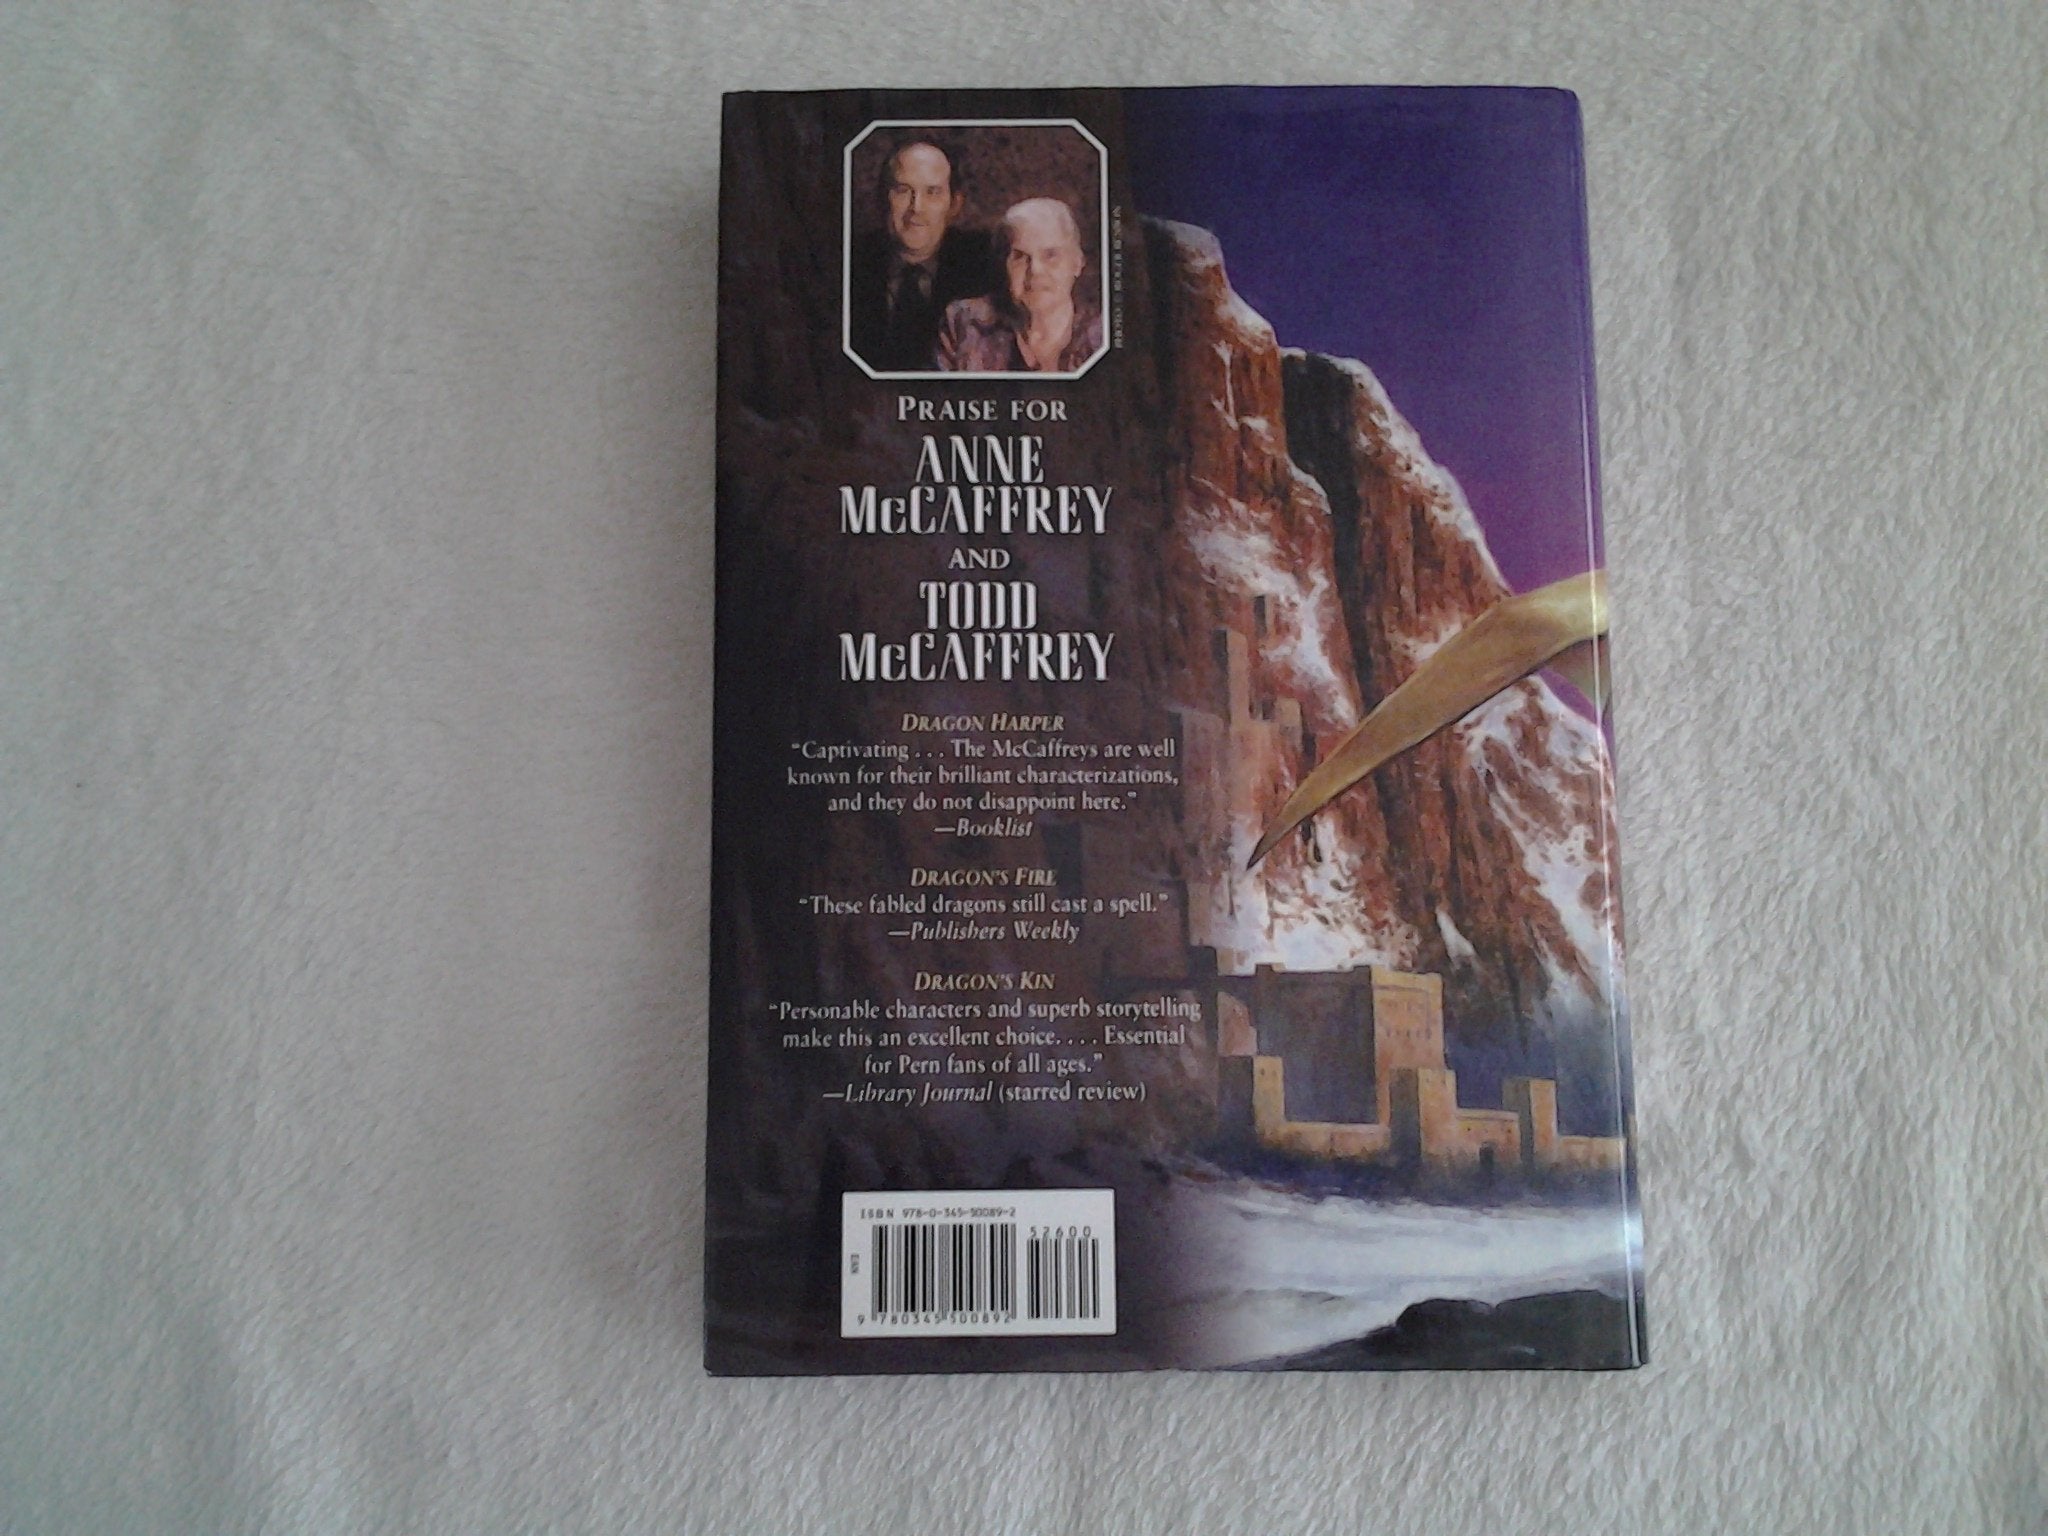 PRAISE FOR
ANNE
McCAFFREY
AND
TODD
McCAFFREY
DRAGON HARPER
"Captivating . . . The McCaffreys are well
known for their brilliant characterizations,
and they do not disappoint here."
—Booklist
DRAGON'S FIRE
"These fabled dragons still cast a spell."
—Publishers Weekly
DRAGON'S KIN
"Personable characters and superb storytelling
make this an excellent choice. . . . Essential
for Pern fans of all ages."
—Library Journal (starred review)
ISBN 978-0-345-50089-2
52600
EAN
9 780345 500892